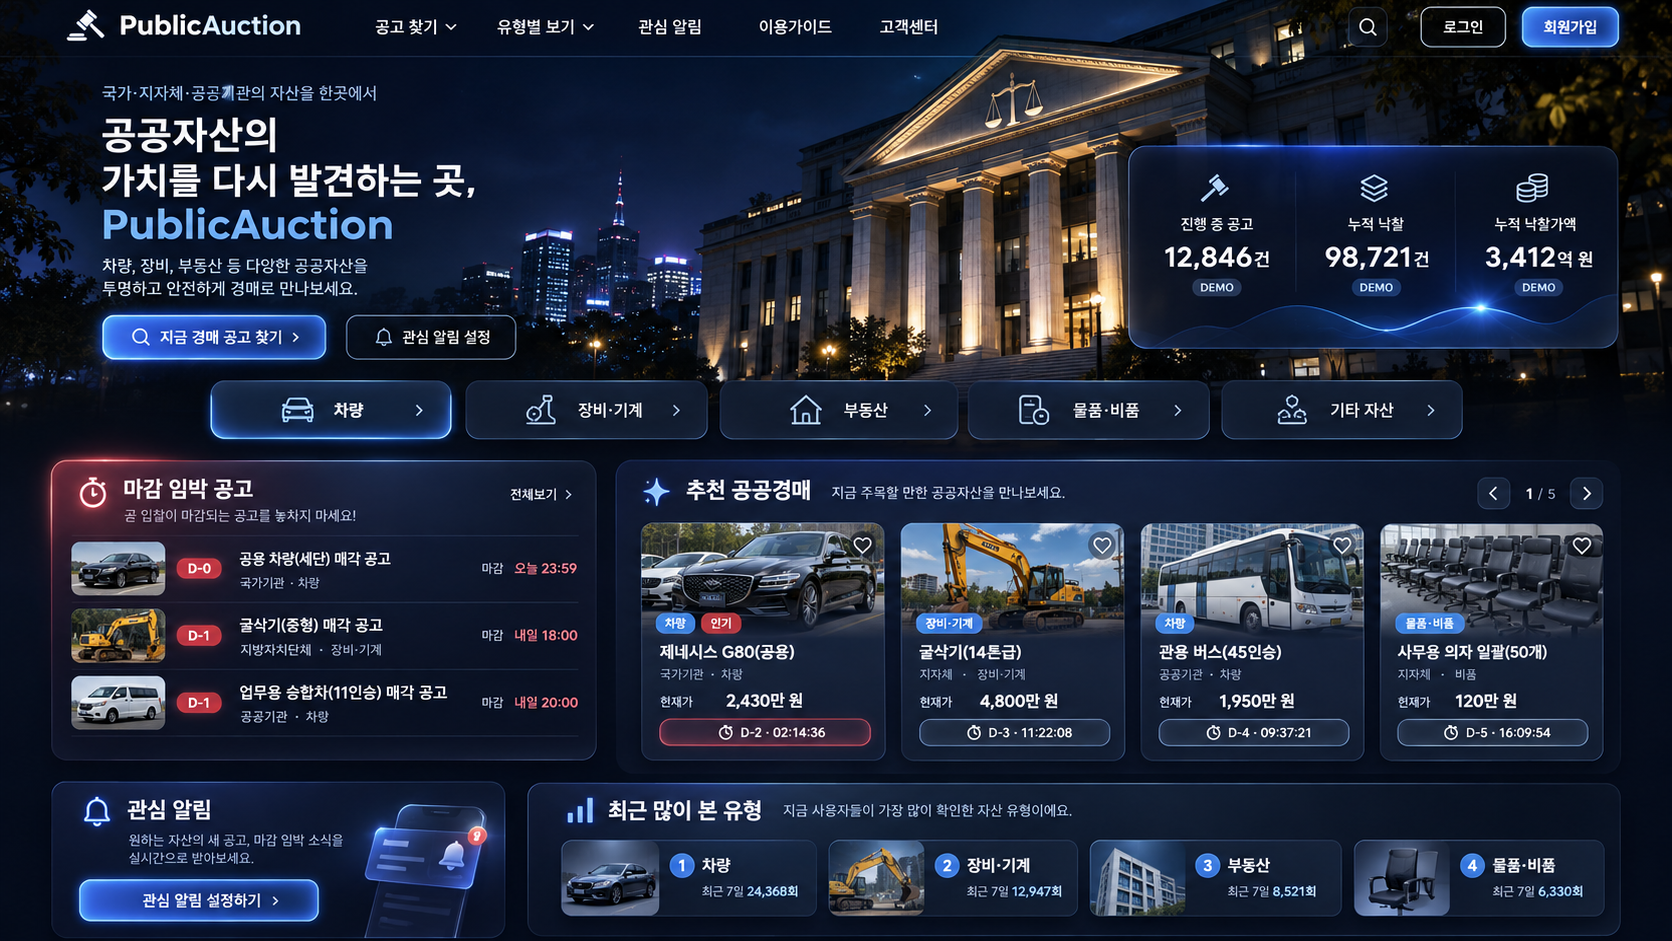 PublicAuction
공고 찾기
유형별 보기
관심 알림
이용가이드
고객센터
로그인
회원가입
국가·지자체·공공기관의 자산을 한곳에서
공공자산의
가치를 다시 발견하는 곳,
PublicAuction
차량, 장비, 부동산 등 다양한 공공자산을
투명하고 안전하게 경매로 만나보세요.
지금 경매 공고 찾기
관심 알림 설정
진행 중 공고
12,846건
DEMO
누적 낙찰
98,721건
DEMO
누적 낙찰가액
3,412억 원
DEMO
차량
장비·기계
부동산
물품·비품
기타 자산
마감 임박 공고
전체보기
곧 입찰이 마감되는 공고를 놓차지 마세요!
D-0
공용 차량(세단) 매각 공고
국가기관 · 차량
마감 오늘 23:59
D-1
굴삭기(중형) 매각 공고
지방자치단체 · 장비·기계
마감 내일 18:00
D-1
업무용 승합차(11인승) 매각 공고
공공기관 · 차량
마감 내일 20:00
추천 공공경매
지금 주목할 만한 공공자산을 만나보세요.
1 / 5
차량
인기
제네시스 G80(공용)
국가기관 · 차량
현재가 2,430만 원
D-2 · 02:14:36
장비·기계
굴삭기(14톤급)
지자체 · 장비·기계
현재가 4,800만 원
D-3 · 11:22:08
차량
관용 버스(45인승)
공공기관 · 차량
현재가 1,950만 원
D-4 · 09:37:21
물품·비품
사무용 의자 일괄(50개)
지자체 · 비품
현재가 120만 원
D-5 · 16:09:54
관심 알림
원하는 자산의 새 공고, 마감 임박 소식을
실시간으로 받아보세요.
관심 알림 설정하기
최근 많이 본 유형
지금 사용자들이 가장 많이 확인한 자산 유형이에요.
1 차량
최근 7일 24,368회
2 장비·기계
최근 7일 12,947회
3 부동산
최근 7일 8,521회
4 물품·비품
최근 7일 6,330회